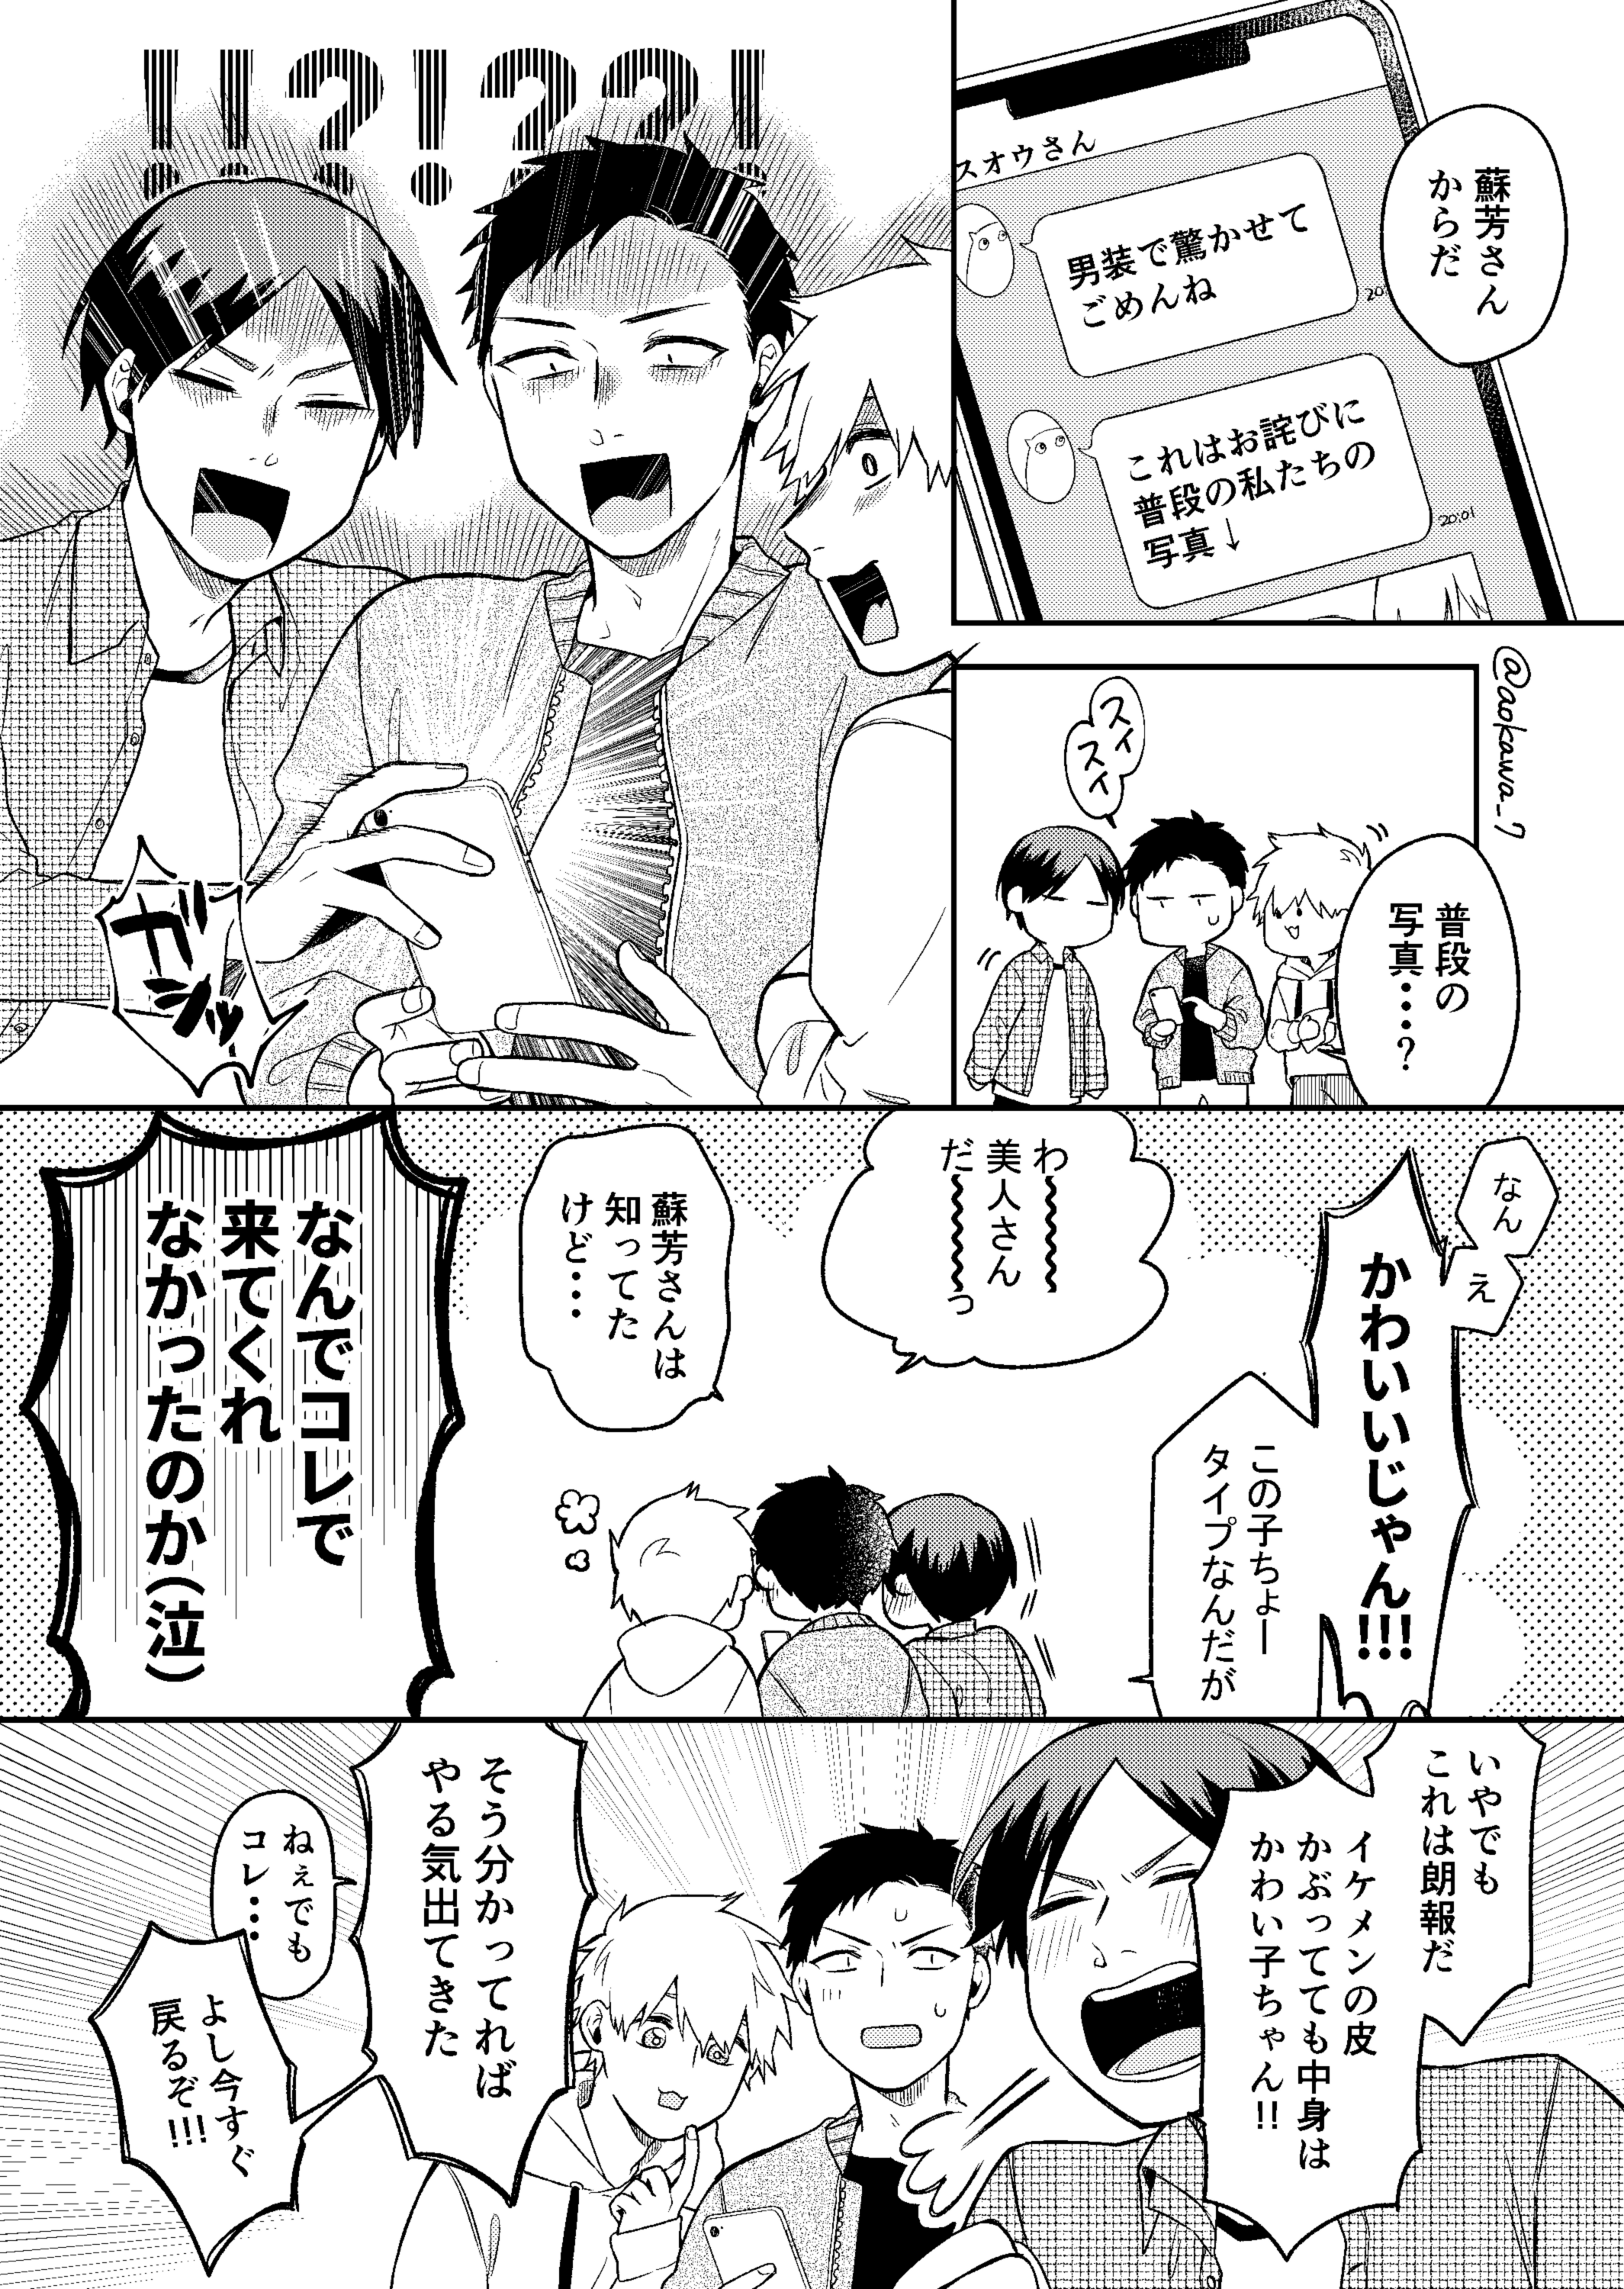 蘇芳さん
からだ
スオウさん
男装で驚かせて
ごめんね
20:
これはお詫びに
普段の私たちの
写真↓
20:01
@aokawa_7
スイ
スイ
普段の
写真・・・・?
!!?!??!
ガシッ
なん
え
かわいいじゃん!!!
この子ちょー
タイプなんだが
わ〜〜〜
美人さん
だ〜〜〜っ
蘇芳さんは
知ってた
けど・・・
なんでコレで
来てくれ
なかったのか(泣)
いやでも
これは朗報だ
イケメンの皮
かぶってても中身は
かわい子ちゃん!!
そう分かってれば
やる気出てきた
ねぇでも
コレ・・・
よし今すぐ
戻るぞ!!!